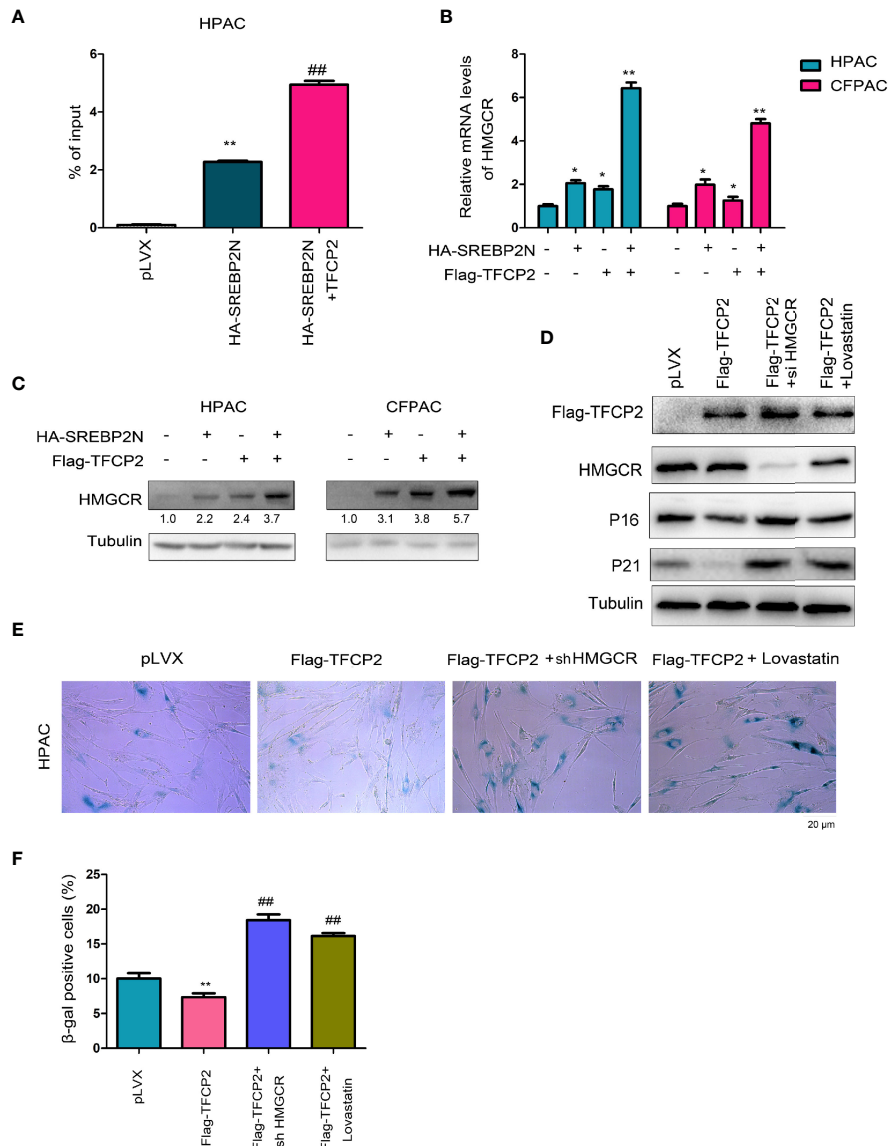 A
HPAC
% of input
6
4
2
0
**
##
pLVX
HA-SREBP2N
HA-SREBP2N
+TFCP2
B
Relative mRNA levels
of HMGCR
8
6
4
2
0
* * ** * * **
HPAC
CFPAC
HA-SREBP2N - + - + - + - +
Flag-TFCP2 - - + + - - + +
C
HPAC CFPAC
HA-SREBP2N - + - + - + - +
Flag-TFCP2 - - + + - - + +
HMGCR
1.0 2.2 2.4 3.7 1.0 3.1 3.8 5.7
Tubulin
D
pLVX
Flag-TFCP2
Flag-TFCP2
+si HMGCR
Flag-TFCP2
+Lovastatin
Flag-TFCP2
HMGCR
P16
P21
Tubulin
E
pLVX Flag-TFCP2 Flag-TFCP2 +shHMGCR Flag-TFCP2 + Lovastatin
HPAC
20 µm
F
β-gal positive cells (%)
25
20
15
10
5
0
**
##
##
pLVX
Flag-TFCP2
Flag-TFCP2+
sh HMGCR
Flag-TFCP2+
Lovastatin